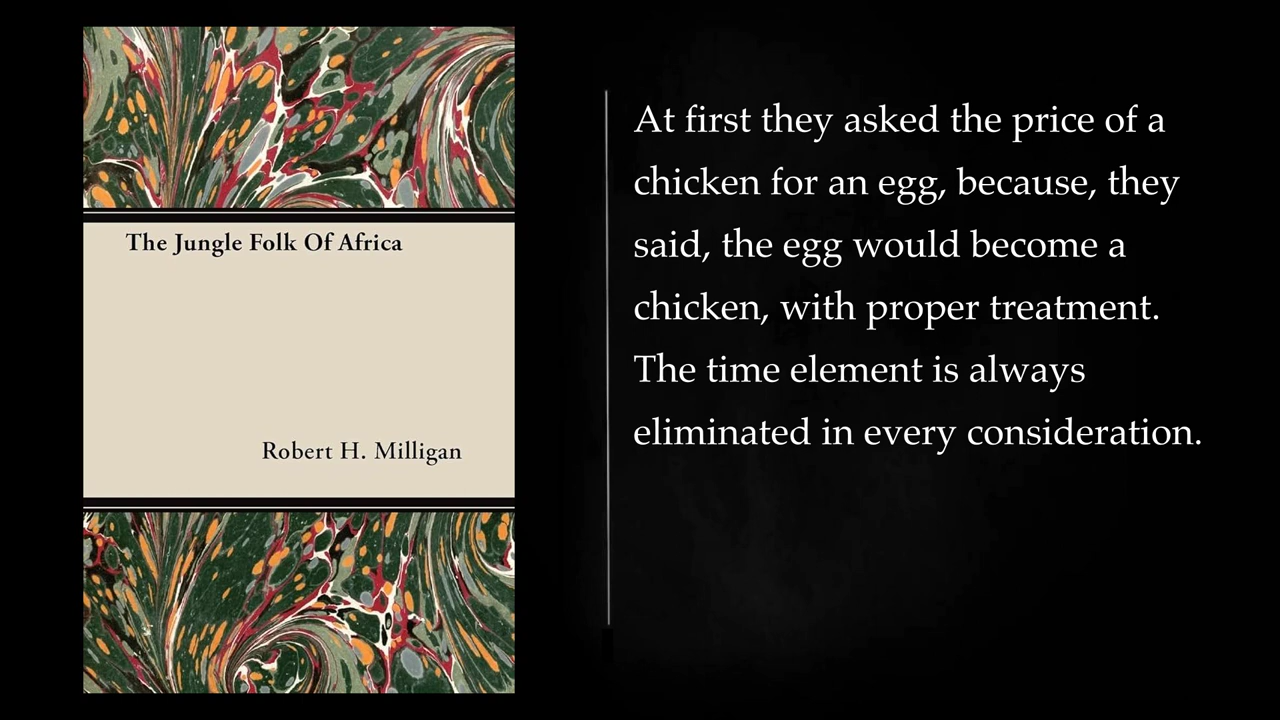 The Jungle Folk Of Africa
Robert H. Milligan
At first they asked the price of a
chicken for an egg, because, they
said, the egg would become a
chicken, with proper treatment.
The time element is always
eliminated in every consideration.